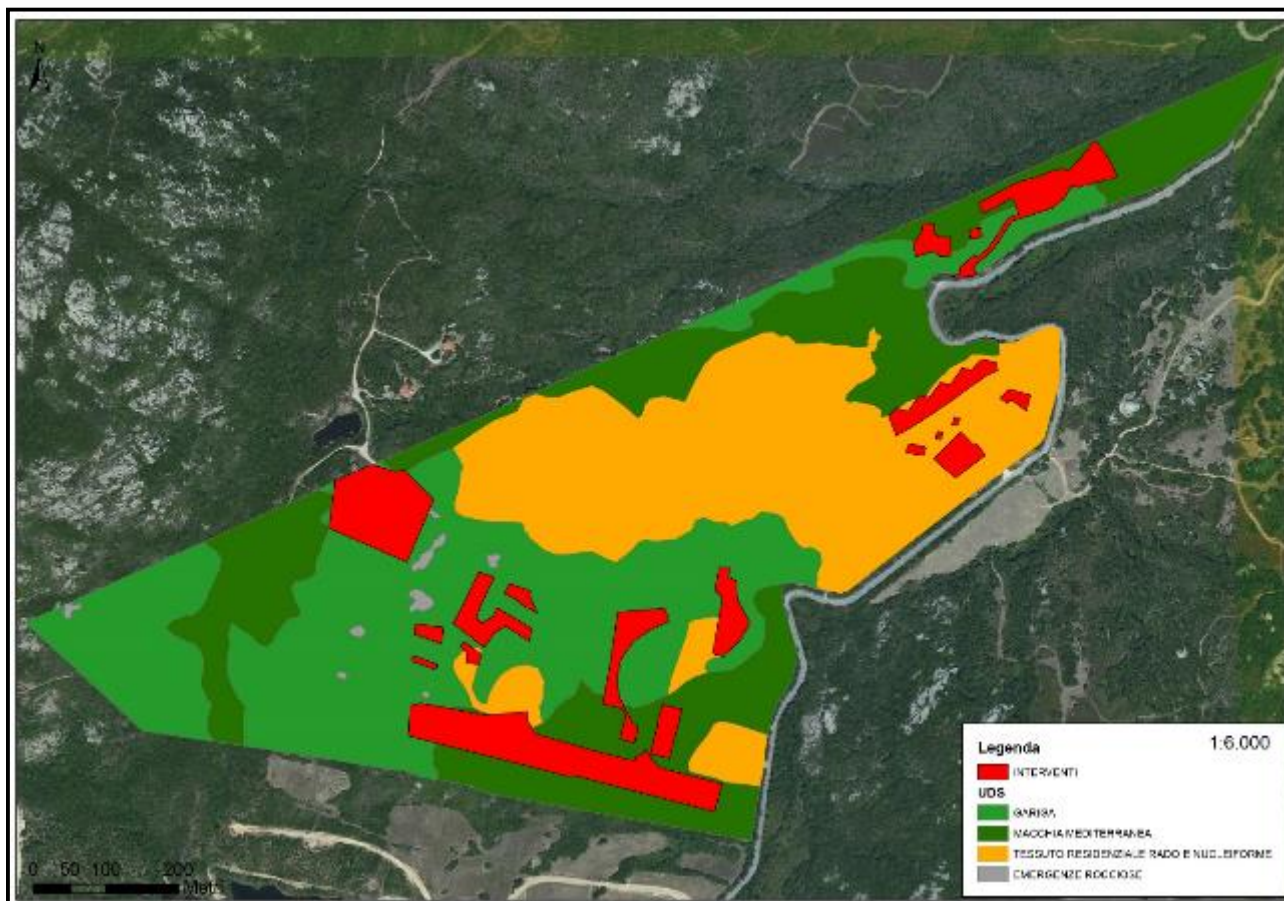 N
Legenda 1:6.000
INTERVENTI
UDS
GARIGA
MACCHIA MEDITERRANEA
TESSUTO RESIDENZIALE RADO E NUCLEIFORME
EMERGENZE ROCCIOSE
0 50 100 200